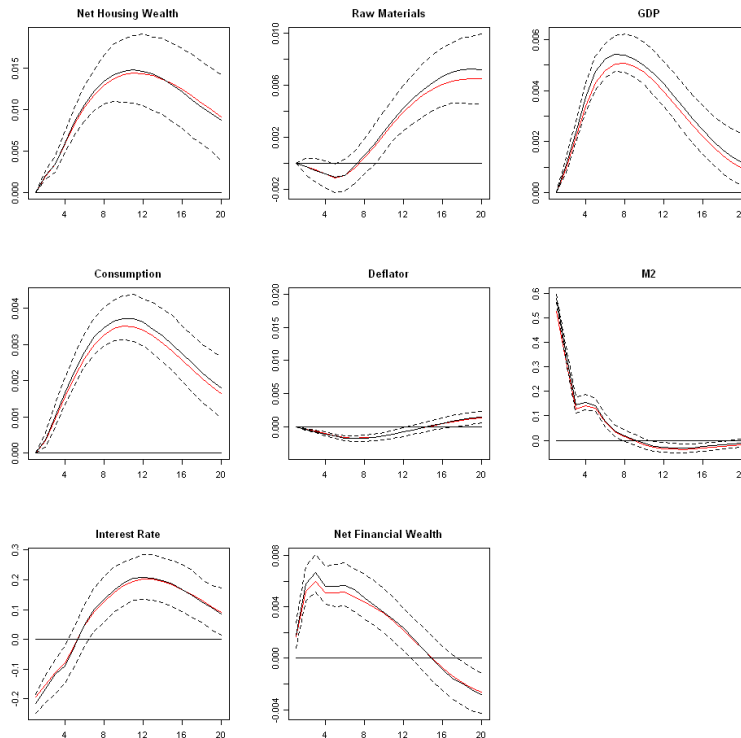 Net Housing Wealth
0.015
0.010
0.005
0.000
4 8 12 16 20
Raw Materials
0.010
0.006
0.002
-0.002
4 8 12 16 20
GDP
0.006
0.004
0.002
0.000
4 8 12 16 20
Consumption
0.004
0.003
0.002
0.001
0.000
4 8 12 16 20
Deflator
0.020
0.015
0.010
0.005
0.000
4 8 12 16 20
M2
0.6
0.5
0.4
0.3
0.2
0.1
0.0
4 8 12 16 20
Interest Rate
0.3
0.2
0.1
0.0
-0.1
-0.2
4 8 12 16 20
Net Financial Wealth
0.008
0.004
0.000
-0.004
4 8 12 16 20